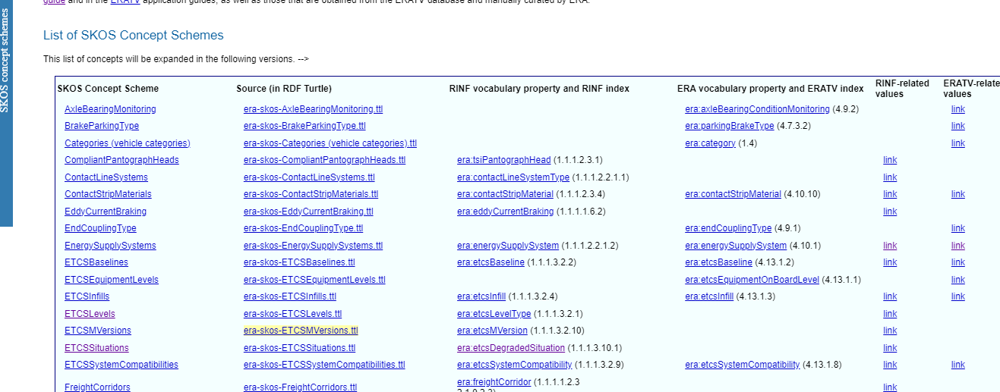 guide and in the ERATV application guides, as well as those that are obtained from the ERATV database and manually curated by ERA.
SKOS concept schemes
List of SKOS Concept Schemes
This list of concepts will be expanded in the following versions. -->
SKOS Concept Scheme Source (in RDF Turtle) RINF vocabulary property and RINF index ERA vocabulary property and ERATV index RINF-related values ERATV-relate values
AxleBearingMonitoring era-skos-AxleBearingMonitoring.ttl era:axleBearingConditionMonitoring (4.9.2) link
BrakeParkingType era-skos-BrakeParkingType.ttl era:parkingBrakeType (4.7.3.2) link
Categories (vehicle categories) era-skos-Categories (vehicle categories).ttl era:category (1.4) link
CompliantPantographHeads era-skos-CompliantPantographHeads.ttl era:tsiPantographHead (1.1.1.2.3.1) link
ContactLineSystems era-skos-ContactLineSystems.ttl era:contactLineSystemType (1.1.1.2.2.1.1) link
ContactStripMaterials era-skos-ContactStripMaterials.ttl era:contactStripMaterial (1.1.1.2.3.4) era:contactStripMaterial (4.10.10) link link
EddyCurrentBraking era-skos-EddyCurrentBraking.ttl era:eddyCurrentBraking (1.1.1.1.6.2) link
EndCouplingType era-skos-EndCouplingType.ttl era:endCouplingType (4.9.1) link
EnergySupplySystems era-skos-EnergySupplySystems.ttl era:energySupplySystem (1.1.1.2.2.1.2) era:energySupplySystem (4.10.1) link link
ETCSBaselines era-skos-ETCSBaselines.ttl era:etcsBaseline (1.1.1.3.2.2) era:etcsBaseline (4.13.1.2) link link
ETCSEquipmentLevels era-skos-ETCSEquipmentLevels.ttl era:etcsEquipmentOnBoardLevel (4.13.1.1) link
ETCSInfills era-skos-ETCSInfills.ttl era:etcsInfill (1.1.1.3.2.4) era:etcsInfill (4.13.1.3) link link
ETCSLevels era-skos-ETCSLevels.ttl era:etcsLevelType (1.1.1.3.2.1) link
ETCSMVersions era-skos-ETCSMVersions.ttl era:etcsMVersion (1.1.1.3.2.10) link
ETCSSituations era-skos-ETCSSituations.ttl era:etcsDegradedSituation (1.1.1.3.10.1) link
ETCSSystemCompatibilities era-skos-ETCSSystemCompatibilities.ttl era:etcsSystemCompatibility (1.1.1.3.2.9) era:etcsSystemCompatibility (4.13.1.8) link link
FreightCorridors era-skos-FreightCorridors.ttl era:freightCorridor (1.1.1.1.2.3 link